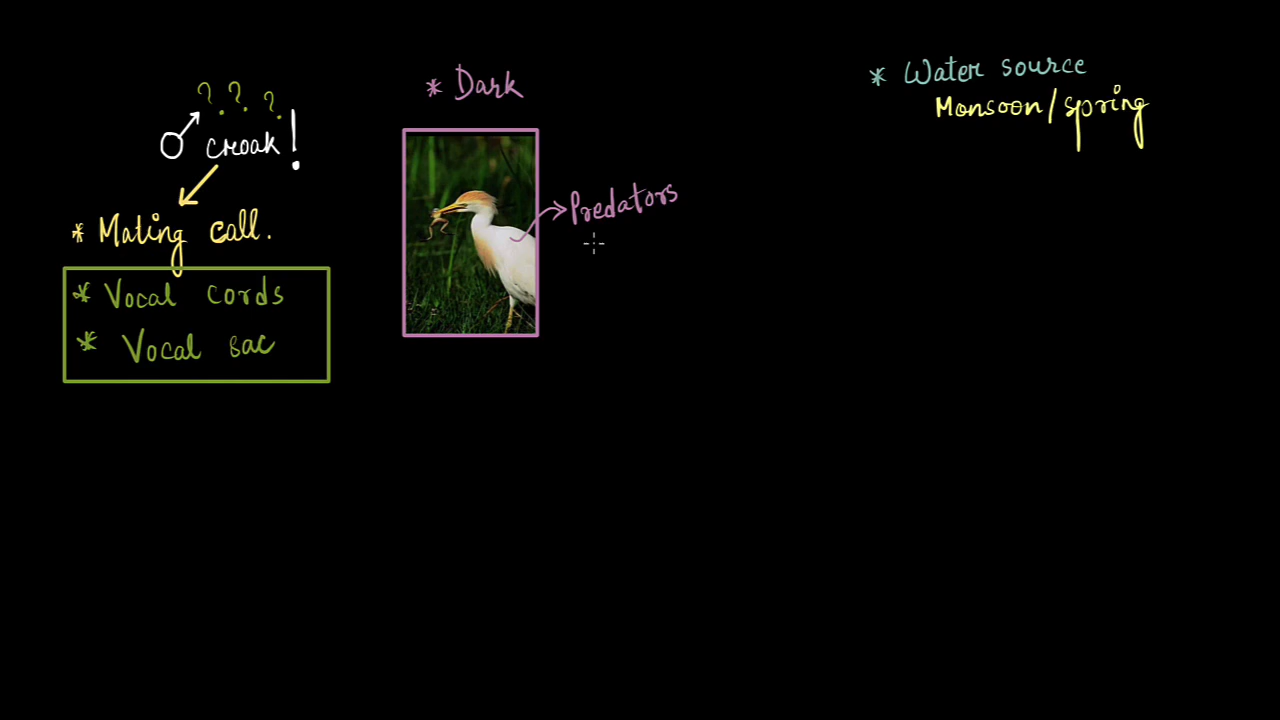 ? ? ?
♂ croak!
* Mating call.
* Vocal cords
* Vocal sac
* Dark
Predators
* Water source
Monsoon/spring